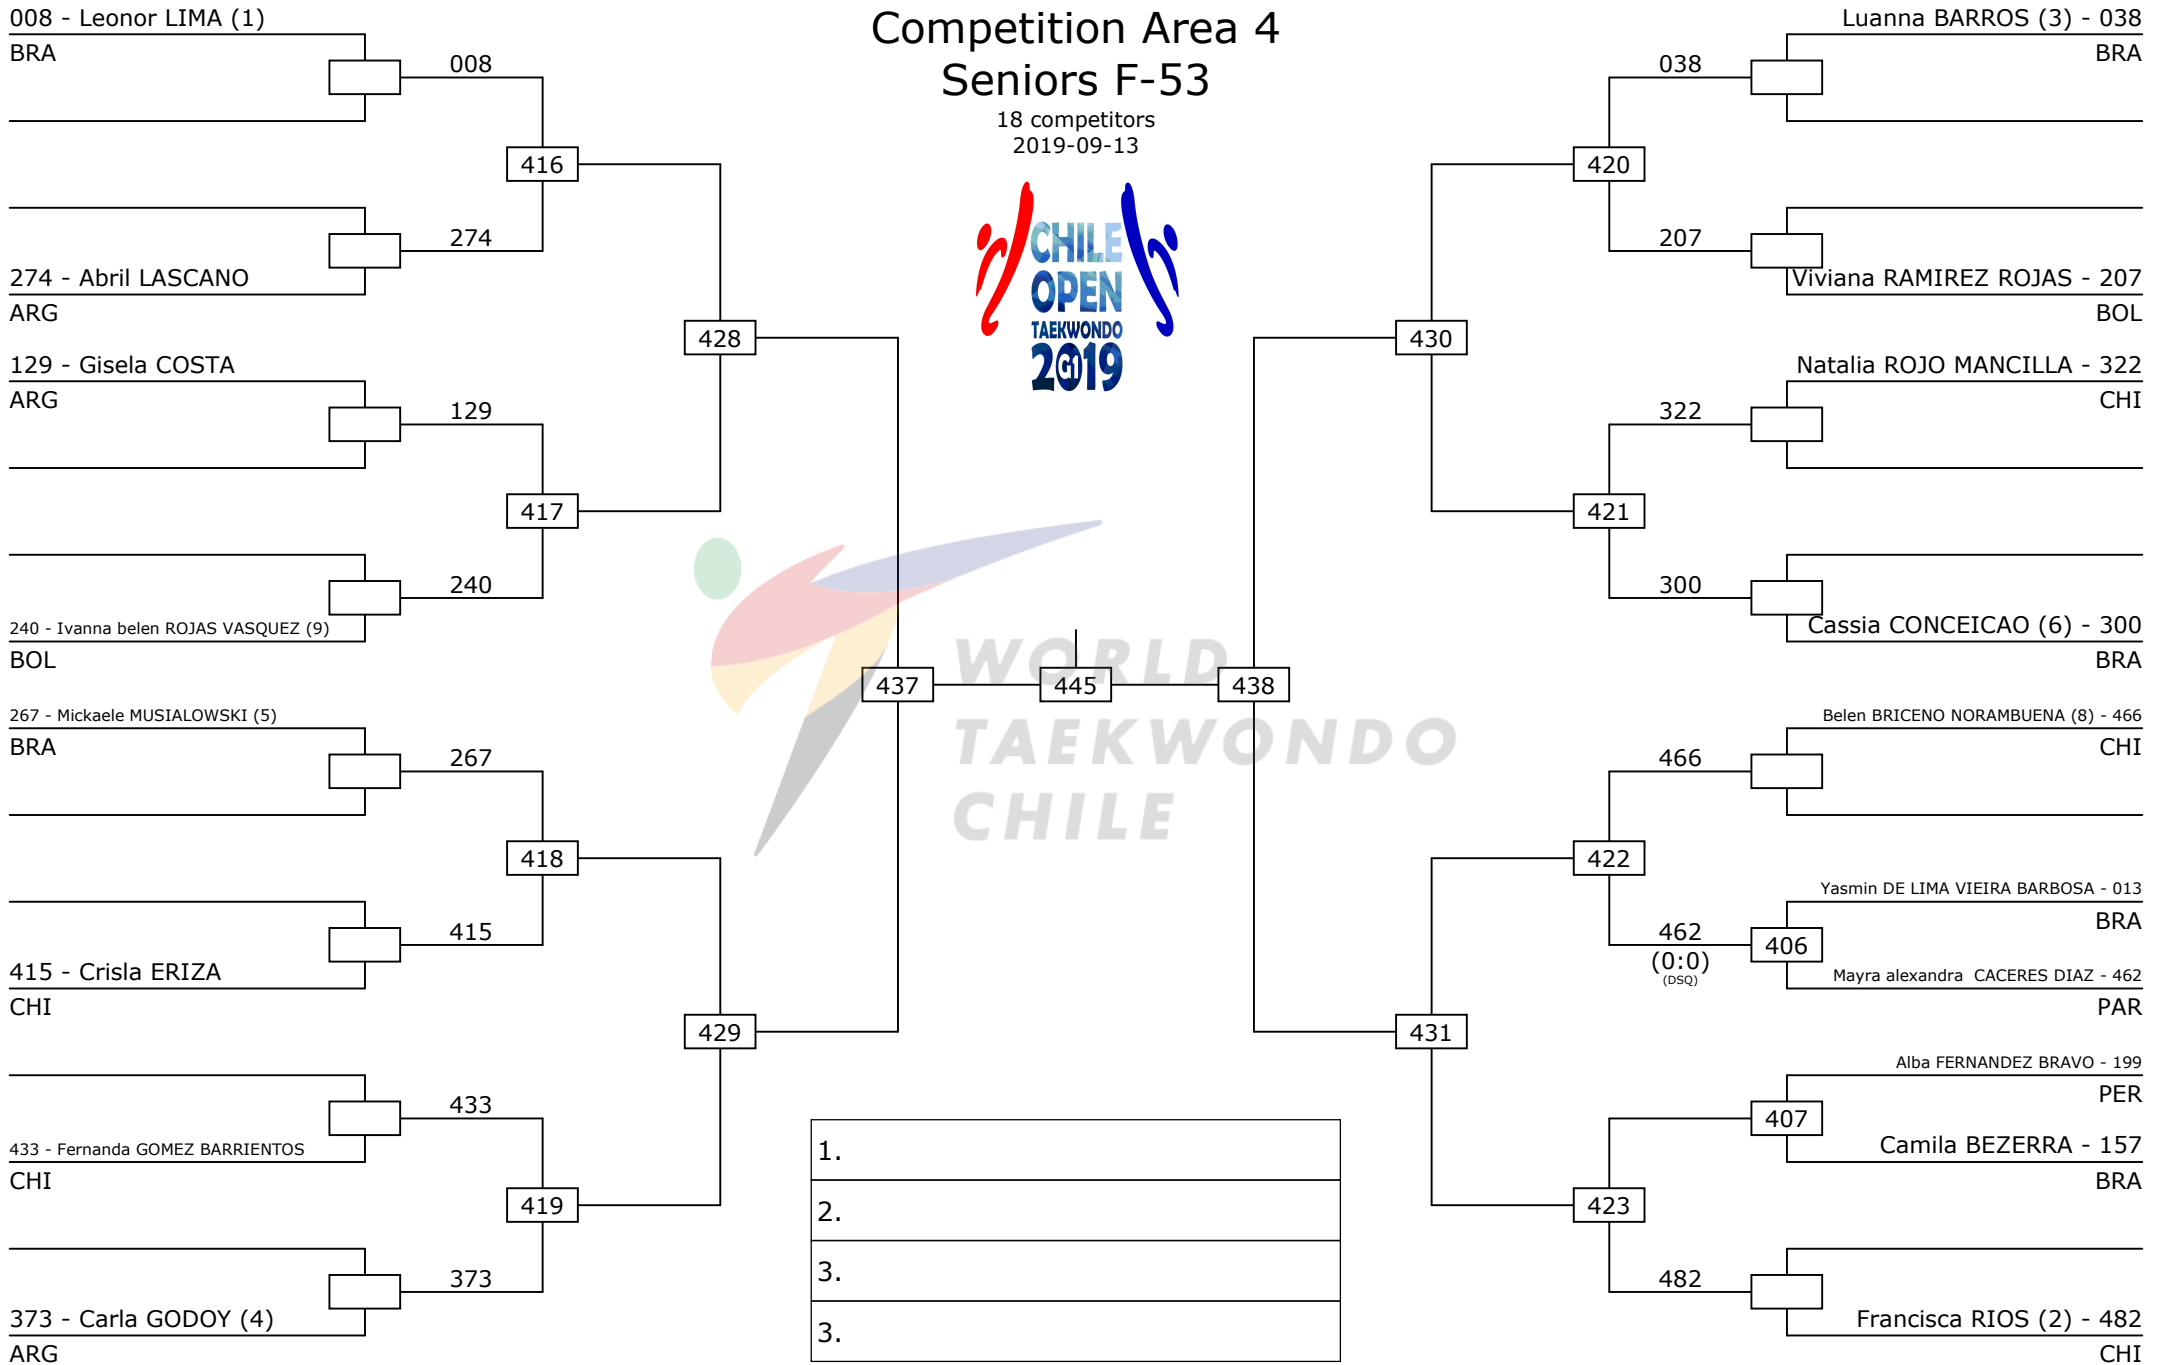 Competition Area 4
Seniors F-53
18 competitors
2019-09-13
CHILE
OPEN
TAEKWONDO
2019
G1
008 - Leonor LIMA (1)
BRA
008
416
274
274 - Abril LASCANO
ARG
428
129 - Gisela COSTA
ARG
129
417
240
240 - Ivanna belen ROJAS VASQUEZ (9)
BOL
437
267 - Mickaele MUSIALOWSKI (5)
BRA
267
418
415
415 - Crisla ERIZA
CHI
429
433
433 - Fernanda GOMEZ BARRIENTOS
CHI
419
373
373 - Carla GODOY (4)
ARG
445
WORLD
TAEKWONDO
CHILE
1.
2.
3.
3.
Luanna BARROS (3) - 038
BRA
038
420
207
Viviana RAMIREZ ROJAS - 207
BOL
430
Natalia ROJO MANCILLA - 322
CHI
322
421
300
Cassia CONCEICAO (6) - 300
BRA
438
Belen BRICENO NORAMBUENA (8) - 466
CHI
466
422
Yasmin DE LIMA VIEIRA BARBOSA - 013
BRA
462
406
(0:0)
(DSQ)
Mayra alexandra  CACERES DIAZ - 462
PAR
431
Alba FERNANDEZ BRAVO - 199
PER
407
Camila BEZERRA - 157
BRA
423
482
Francisca RIOS (2) - 482
CHI